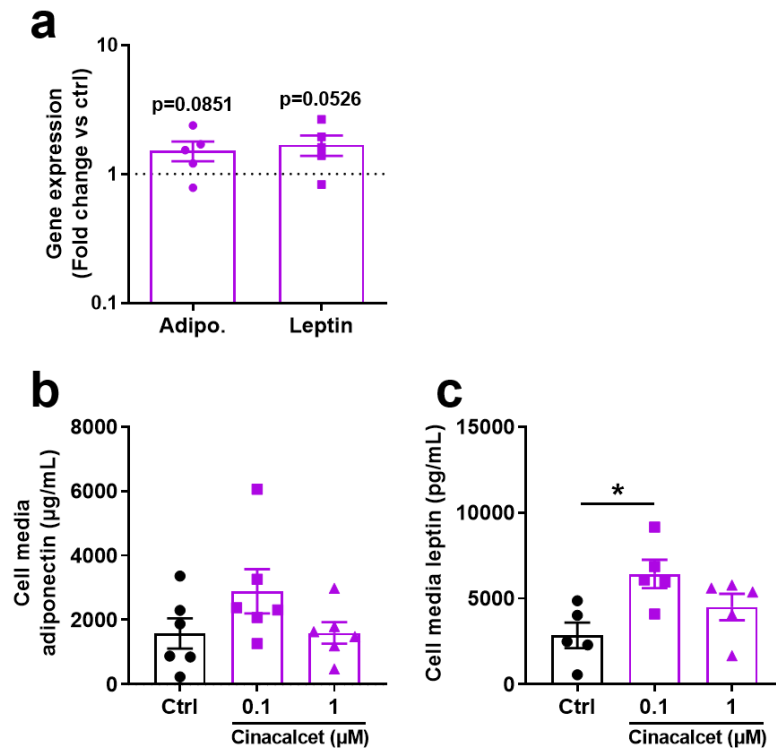 a
Gene expression
(Fold change vs ctrl)
10
1
0.1
p=0.0851
p=0.0526
Adipo.
Leptin
b
Cell media
adiponectin (µg/mL)
8000
6000
4000
2000
0
Ctrl
0.1
1
Cinacalcet (µM)
c
Cell media leptin (pg/mL)
15000
10000
5000
0
*
Ctrl
0.1
1
Cinacalcet (µM)